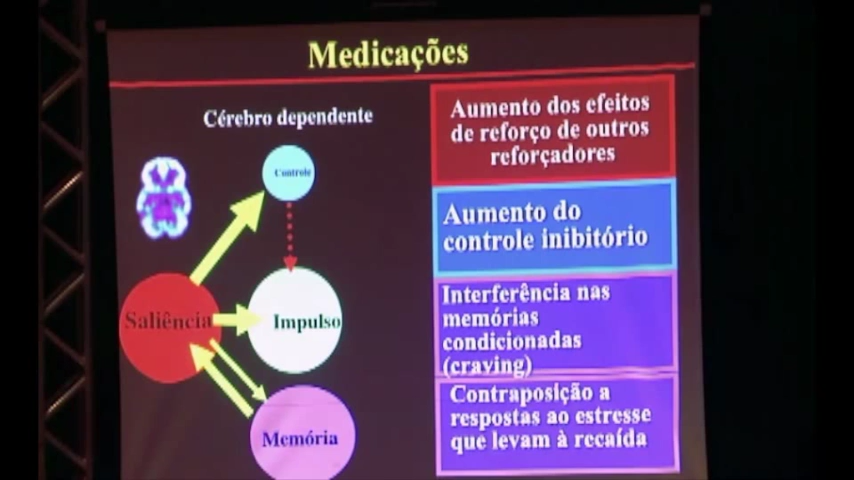 Medicações
Cérebro dependente
Controle
Saliência
Impulso
Memória
Aumento dos efeitos
de reforço de outros
reforçadores
Aumento do
controle inibitório
Interferência nas
memórias
condicionadas
(craving)
Contraposição a
respostas ao estresse
que levam à recaída